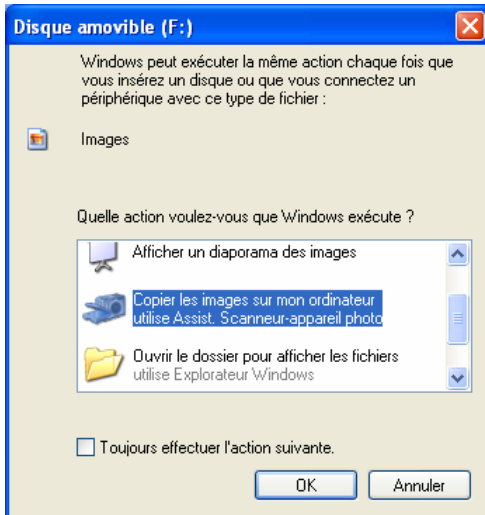 Disque amovible (F:)
Windows peut exécuter la même action chaque fois que
vous insérez un disque ou que vous connectez un
périphérique avec ce type de fichier :
Images
Quelle action voulez-vous que Windows exécute ?
Afficher un diaporama des images
Copier les images sur mon ordinateur
utilise Assist. Scanneur-appareil photo
Ouvrir le dossier pour afficher les fichiers
utilise Explorateur Windows
Toujours effectuer l'action suivante.
OK
Annuler